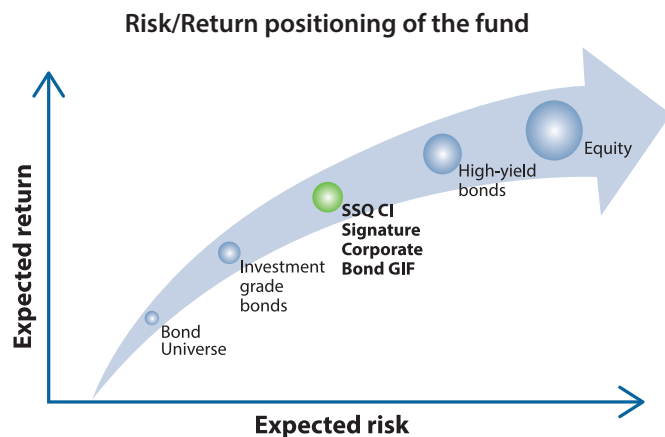 Risk/Return positioning of the fund
Expected return
Equity
High-yield
bonds
SSQ CI
Signature
Corporate
Bond GIF
Investment
grade
bonds
Bond
Universe
Expected risk